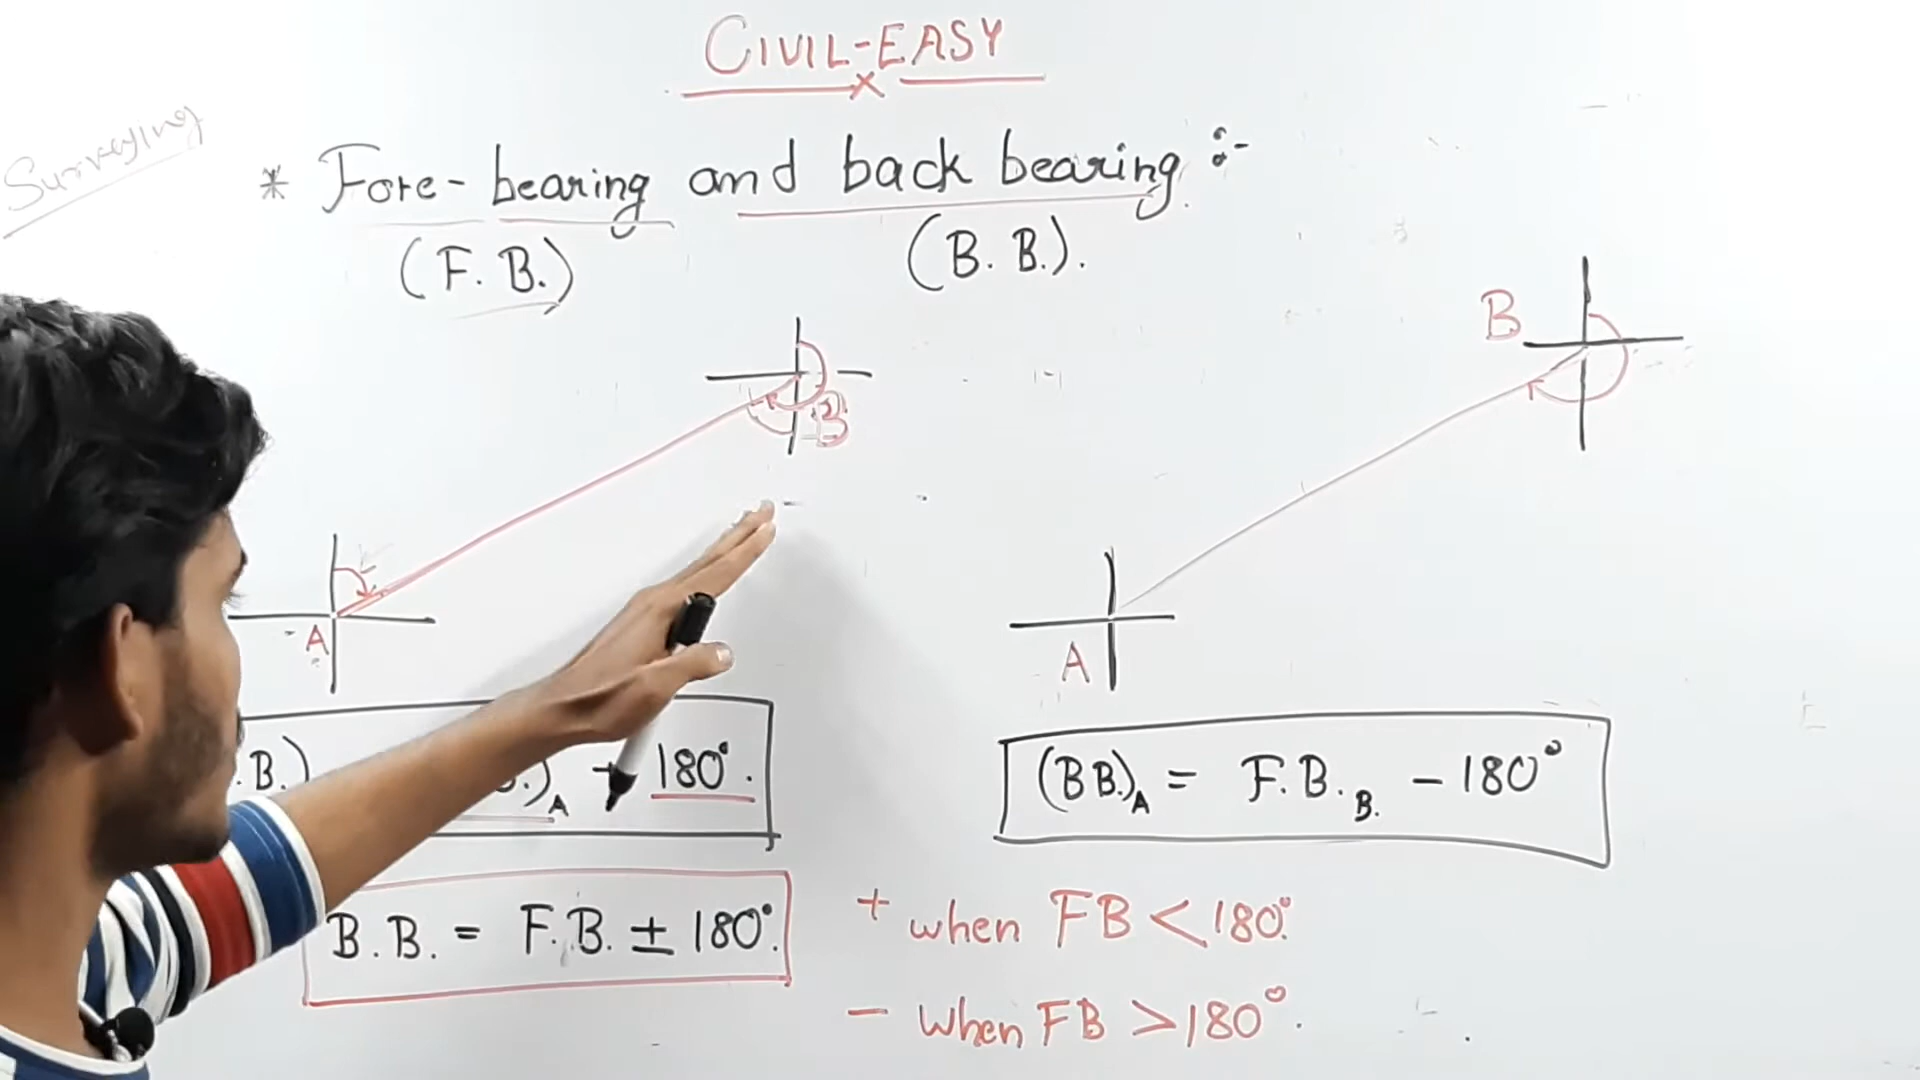 CIVIL-EASY
Surveying
* Fore-bearing and back bearing :-
(F.B.) (B.B.).
B
B
A
A
.B.) .)A + 180°.
(BB.)A = F.B.B. - 180°
B.B. = F.B. ± 180°.
+ when FB < 180°.
- when FB > 180°.